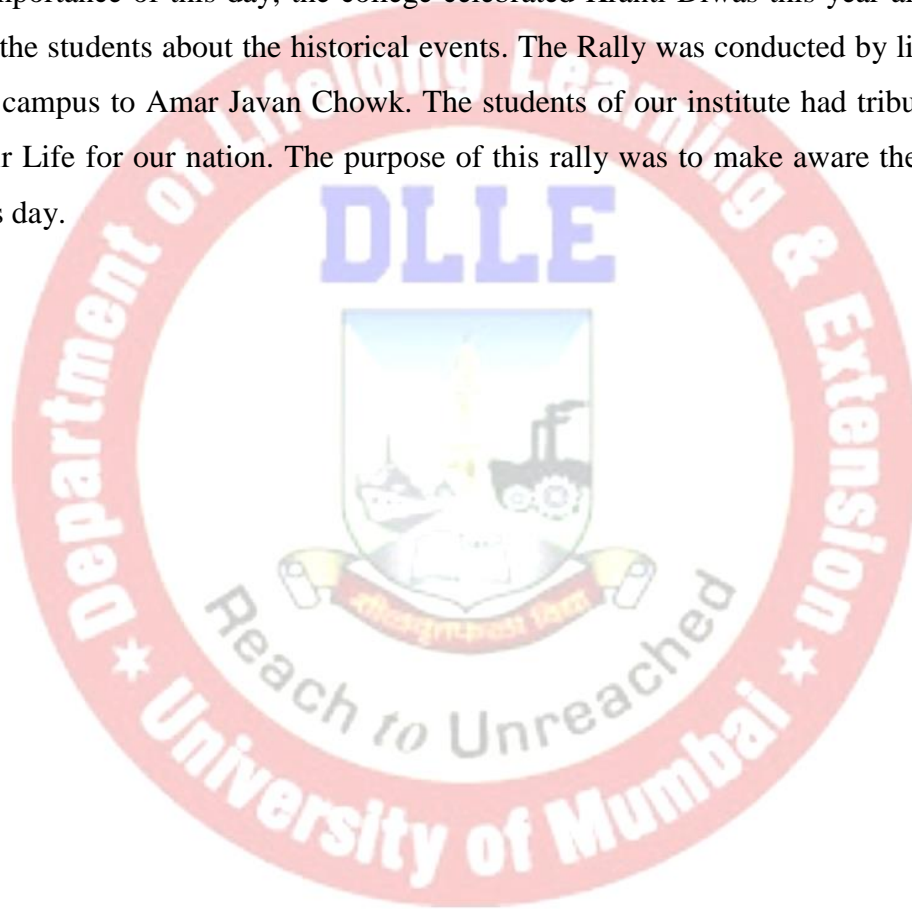 mportance of this day, the college celebrated Kranti Diwas this year a
the students about the historical events. The Rally was conducted by li
campus to Amar Javan Chowk. The students of our institute had tribu
r Life for our nation. The purpose of this rally was to make aware the
s day.
Department of Lifelong Learning & Extension
DLLE
Reach to Unreached
* University of Mumbai *